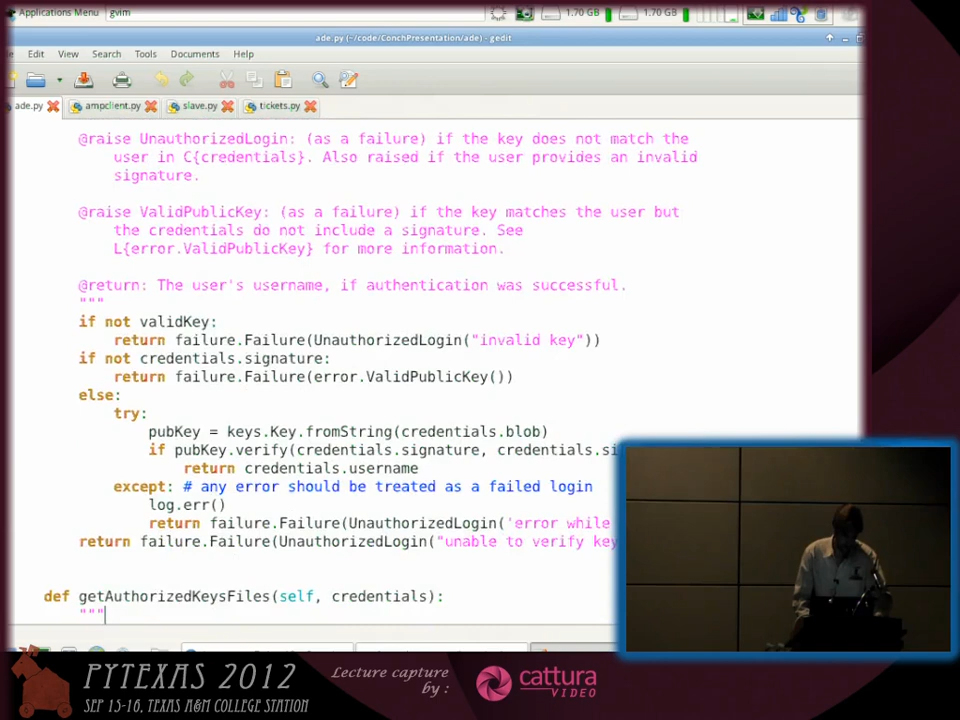 Applications Menu gvim 1.70 GB 1.70 GB
ade.py (~/code/ConchPresentation/ade) - gedit
Edit View Search Tools Documents Help
ade.py ampclient.py slave.py tickets.py
@raise UnauthorizedLogin: (as a failure) if the key does not match the
user in C{credentials}. Also raised if the user provides an invalid
signature.
@raise ValidPublicKey: (as a failure) if the key matches the user but
the credentials do not include a signature. See
L{error.ValidPublicKey} for more information.
@return: The user's username, if authentication was successful.
"""
if not validKey:
return failure.Failure(UnauthorizedLogin("invalid key"))
if not credentials.signature:
return failure.Failure(error.ValidPublicKey())
else:
try:
pubKey = keys.Key.fromString(credentials.blob)
if pubKey.verify(credentials.signature, credentials.si
return credentials.username
except: # any error should be treated as a failed login
log.err()
return failure.Failure(UnauthorizedLogin('error while
return failure.Failure(UnauthorizedLogin("unable to verify key
def getAuthorizedKeysFiles(self, credentials):
"""
PYTEXAS 2012
SEP 15-16, TEXAS A&M COLLEGE STATION
Lecture capture
by :
cattura
VIDEO